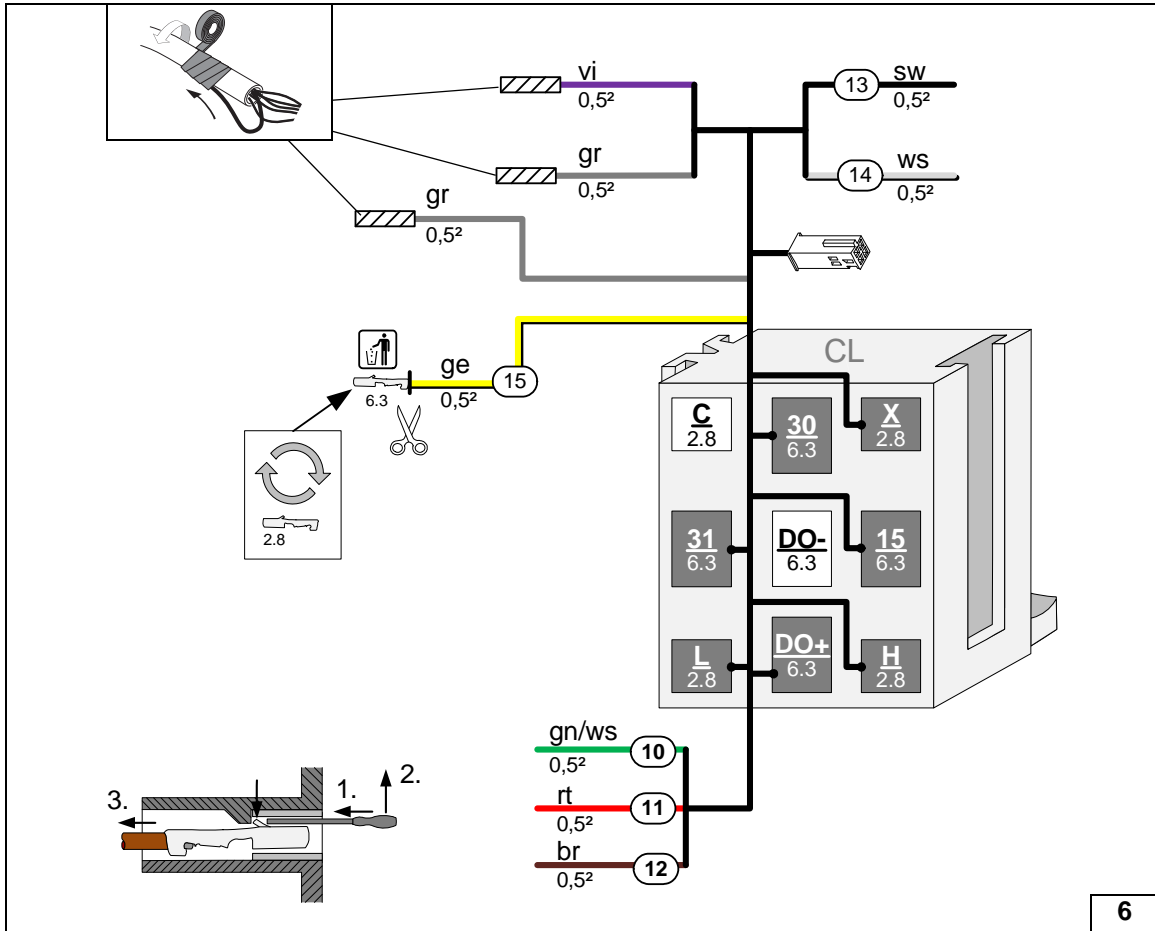 vi
0,5²
13
sw
0,5²
gr
0,5²
14
ws
0,5²
gr
0,5²
ge
0,5²
15
6.3
2.8
CL
C
2.8
30
6.3
X
2.8
31
6.3
DO-
6.3
15
6.3
L
2.8
DO+
6.3
H
2.8
gn/ws
0,5²
10
rt
0,5²
11
br
0,5²
12
3.
1.
2.
6